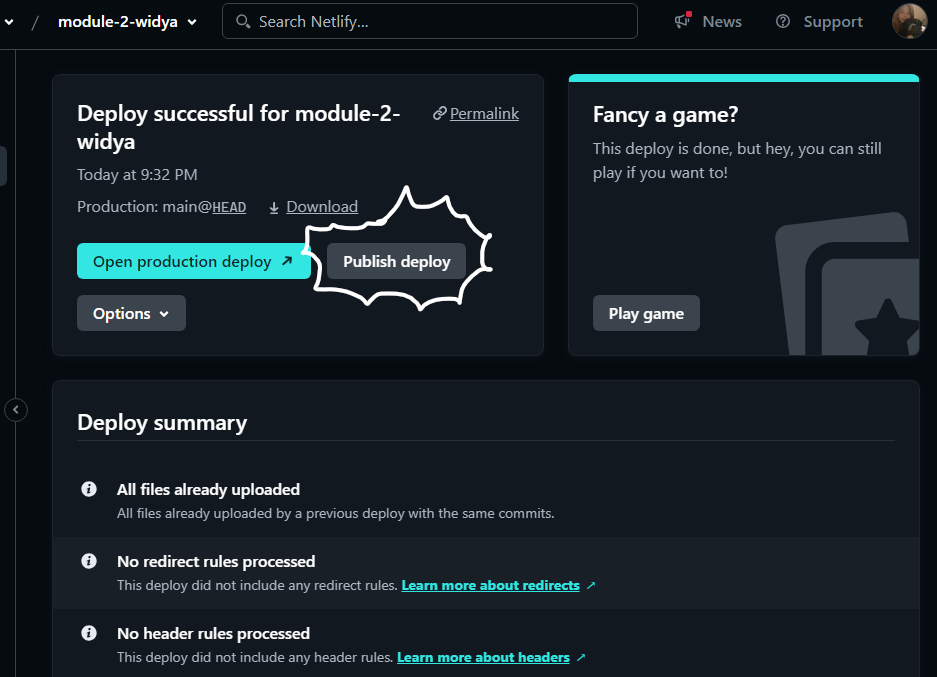 / module-2-widya
Search Netlify...
News
Support
Deploy successful for module-2-
widya
Permalink
Today at 9:32 PM
Production: main@HEAD
Download
Open production deploy
Publish deploy
Options
Fancy a game?
This deploy is done, but hey, you can still
play if you want to!
Play game
Deploy summary
All files already uploaded
All files already uploaded by a previous deploy with the same commits.
No redirect rules processed
This deploy did not include any redirect rules. Learn more about redirects
No header rules processed
This deploy did not include any header rules. Learn more about headers